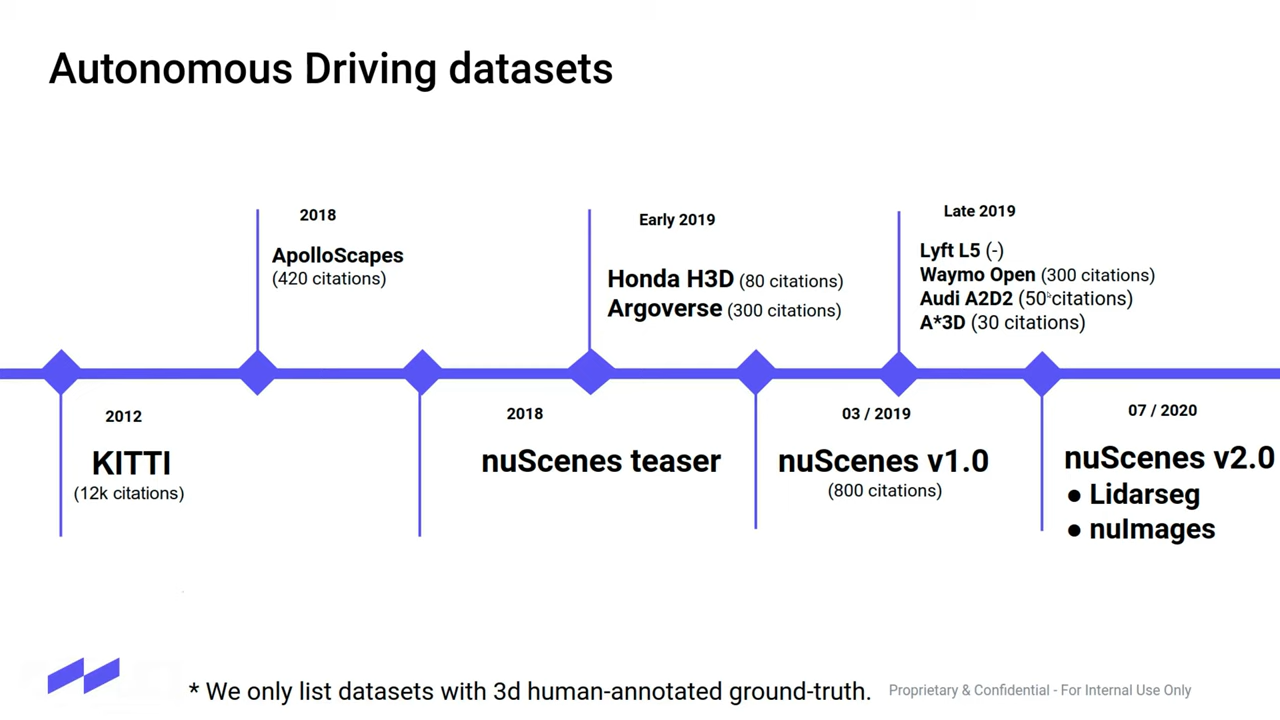 Autonomous Driving datasets
2018
ApolloScapes
(420 citations)
Early 2019
Honda H3D (80 citations)
Argoverse (300 citations)
Late 2019
Lyft L5 (-)
Waymo Open (300 citations)
Audi A2D2 (50 citations)
A*3D (30 citations)
2012
KITTI
(12k citations)
2018
nuScenes teaser
03 / 2019
nuScenes v1.0
(800 citations)
07 / 2020
nuScenes v2.0
● Lidarseg
● nuImages
* We only list datasets with 3d human-annotated ground-truth.
Proprietary & Confidential - For Internal Use Only